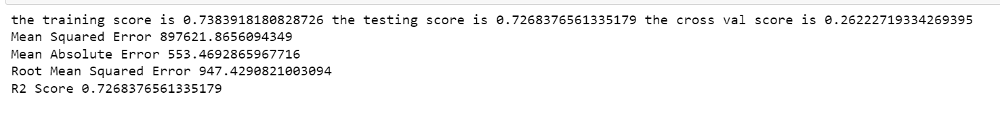 the training score is 0.7383918180828726 the testing score is 0.7268376561335179 the cross val score is 0.26222719334269395
Mean Squared Error 897621.8656094349
Mean Absolute Error 553.4692865967716
Root Mean Squared Error 947.4290821003094
R2 Score 0.7268376561335179